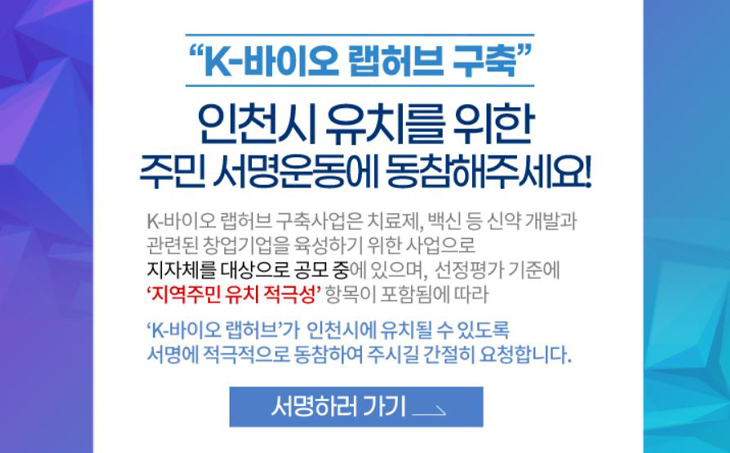 “K-바이오 랩허브 구축”
인천시 유치를 위한
주민 서명운동에 동참해주세요!
K-바이오 랩허브 구축사업은 치료제, 백신 등 신약 개발과
관련된 창업기업을 육성하기 위한 사업으로
지자체를 대상으로 공모 중에 있으며, 선정평가 기준에
‘지역주민 유치 적극성’ 항목이 포함됨에 따라
‘K-바이오 랩허브’가 인천시에 유치될 수 있도록
서명에 적극적으로 동참하여 주시길 간절히 요청합니다.
서명하러 가기